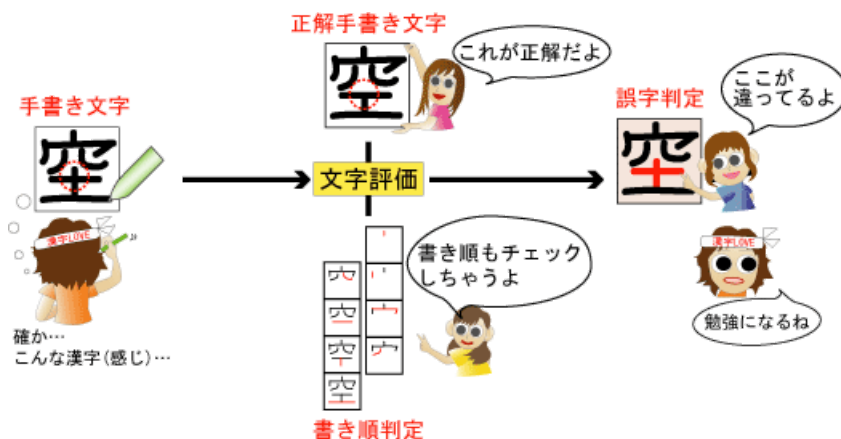 正解手書き文字
空
これが正解だよ
手書き文字
誤字判定
空
ここが
違ってるよ
文字評価
漢字LOVE
書き順もチェック
しちゃうよ
漢字LOVE
勉強になるね
確か…
こんな漢字(感じ)…
空
書き順判定